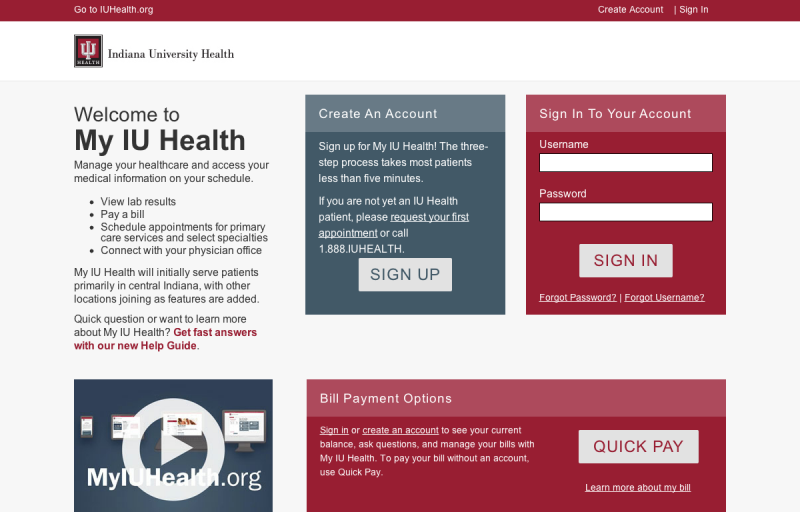 Go to IUHealth.org
Create Account | Sign In
HEALTH
Indiana University Health
Welcome to
My IU Health
Manage your healthcare and access your
medical information on your schedule.
• View lab results
• Pay a bill
• Schedule appointments for primary
care services and select specialties
• Connect with your physician office
My IU Health will initially serve patients
primarily in central Indiana, with other
locations joining as features are added.
Quick question or want to learn more
about My IU Health? Get fast answers
with our new Help Guide.
Create An Account
Sign up for My IU Health! The three-
step process takes most patients
less than five minutes.
If you are not yet an IU Health
patient, please request your first
appointment or call
1.888.IUHEALTH.
SIGN UP
Sign In To Your Account
Username
Password
SIGN IN
Forgot Password? | Forgot Username?
MyIUHealth.org
Bill Payment Options
Sign in or create an account to see your current
balance, ask questions, and manage your bills with
My IU Health. To pay your bill without an account,
use Quick Pay.
QUICK PAY
Learn more about my bill